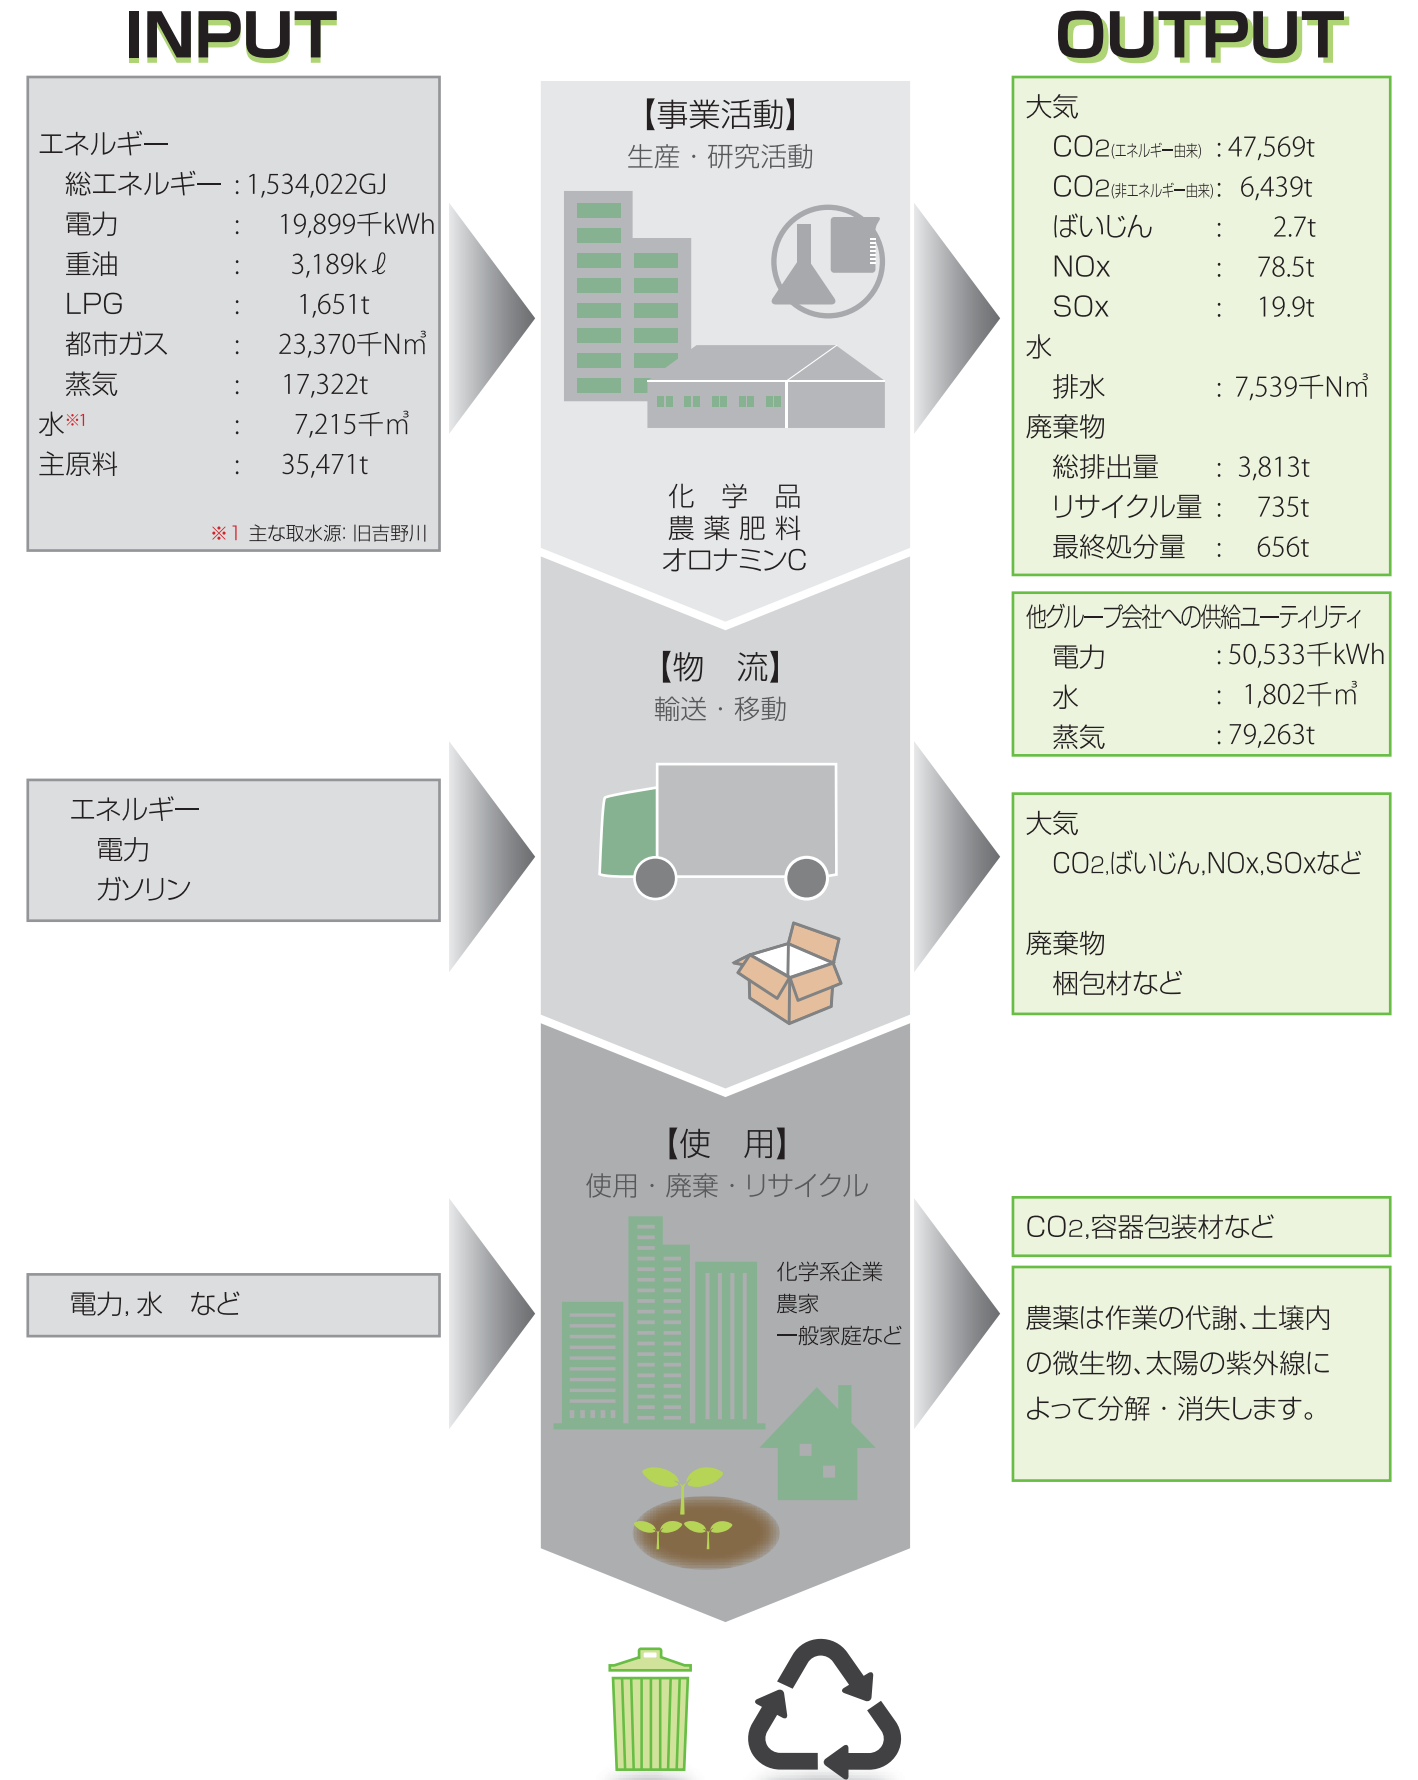 INPUT
エネルギー
総エネルギー : 1,534,022GJ
電力 : 19,899千kWh
重油 : 3,189kℓ
LPG : 1,651t
都市ガス : 23,370千N㎥
蒸気 : 17,322t
水※1 : 7,215千㎥
主原料 : 35,471t
※1 主な取水源: 旧吉野川
エネルギー
電力
ガソリン
電力, 水 など
【事業活動】
生産・研究活動
化 学 品
農薬肥料
オロナミンC
【物 流】
輸送・移動
【使 用】
使用・廃棄・リサイクル
化学系企業
農家
一般家庭など
OUTPUT
大気
CO2(エネルギー由来) : 47,569t
CO2(非エネルギー由来) : 6,439t
ばいじん : 2.7t
NOx : 78.5t
SOx : 19.9t
水
排水 : 7,539千N㎥
廃棄物
総排出量 : 3,813t
リサイクル量 : 735t
最終処分量 : 656t
他グループ会社への供給ユーティリティ
電力 : 50,533千kWh
水 : 1,802千㎥
蒸気 : 79,263t
大気
CO2,ばいじん,NOx,SOxなど
廃棄物
梱包材など
CO2,容器包装材など
農薬は作業の代謝、土壌内
の微生物、太陽の紫外線に
よって分解・消失します。